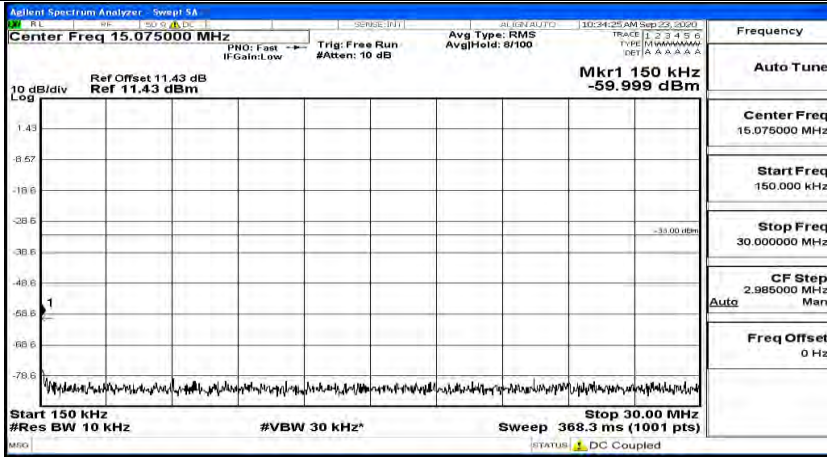 Agilent Spectrum Analyzer - Swept SA
RL RF 50 Ω DC SENSE:INT ALIGN AUTO 10:34:25 AM Sep 23, 2020
Center Freq 15.075000 MHz
PNO: Fast
IFGain:Low
Trig: Free Run
#Atten: 10 dB
Avg Type: RMS
Avg|Hold: 8/100
TRACE 1 2 3 4 5 6
TYPE M WWWWW
DET A A A A A A
Ref Offset 11.43 dB
Ref 11.43 dBm
10 dB/div
Log
Mkr1 150 kHz
-59.999 dBm
1.43
-8.57
-18.6
-28.6
-33.00 dBm
-38.6
-48.6
-58.6
-68.6
-78.6
1
Start 150 kHz
Stop 30.00 MHz
#Res BW 10 kHz
#VBW 30 kHz*
Sweep 368.3 ms (1001 pts)
MSG
STATUS
DC Coupled
Frequency
Auto Tune
Center Freq
15.075000 MHz
Start Freq
150.000 kHz
Stop Freq
30.000000 MHz
CF Step
2.985000 MHz
Auto Man
Freq Offset
0 Hz